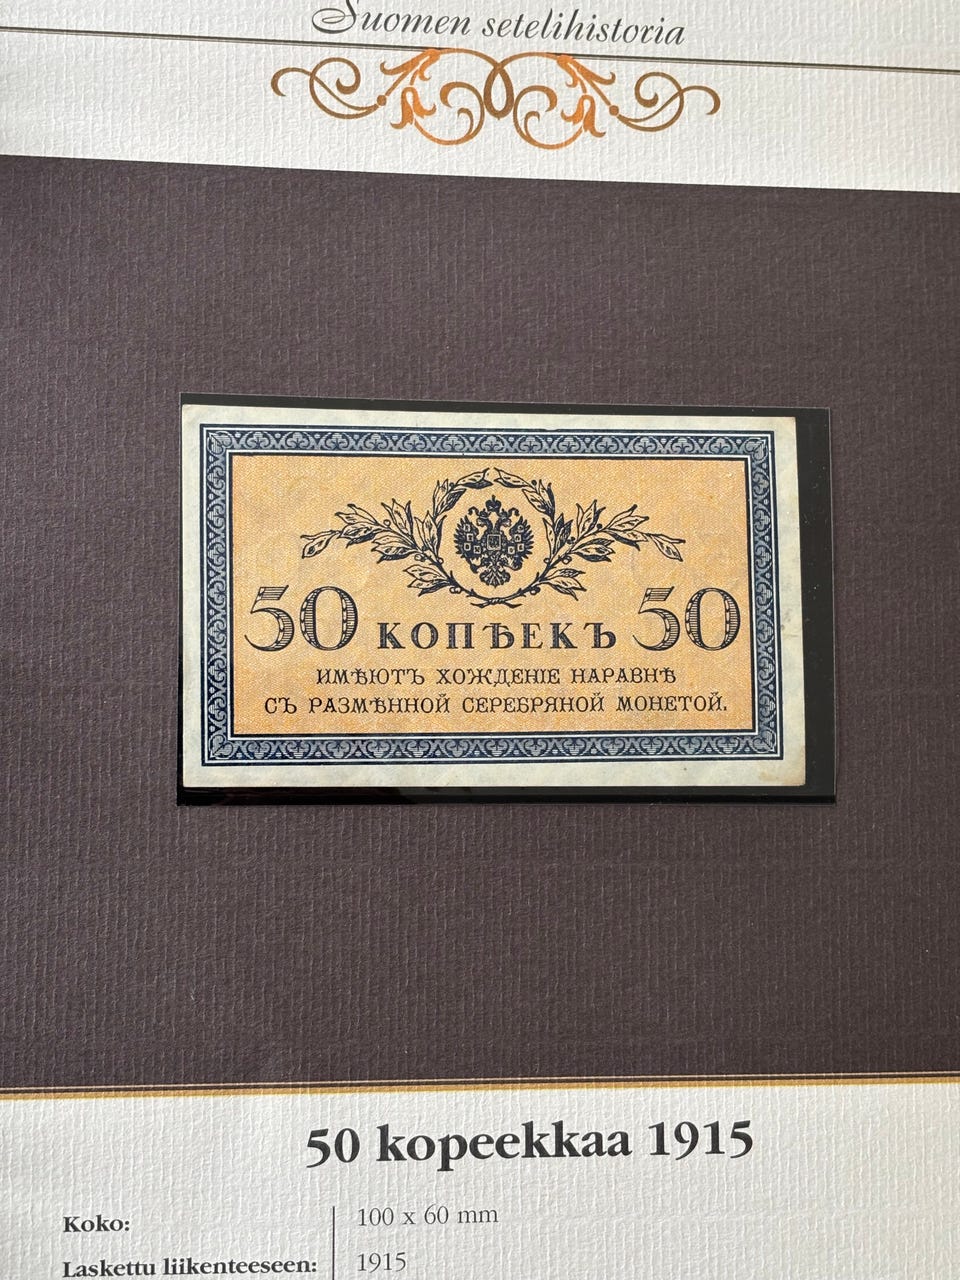 Suomen setelihistoria
50 КОПѢЕКЪ 50
ИМѢЮТЪ ХОЖДЕНІЕ НАРАВНѢ
СЪ РАЗМѢННОЙ СЕРЕБРЯНОЙ МОНЕТОЙ.
50 kopeekkaa 1915
Koko: 100 x 60 mm
Laskettu liikenteeseen: 1915